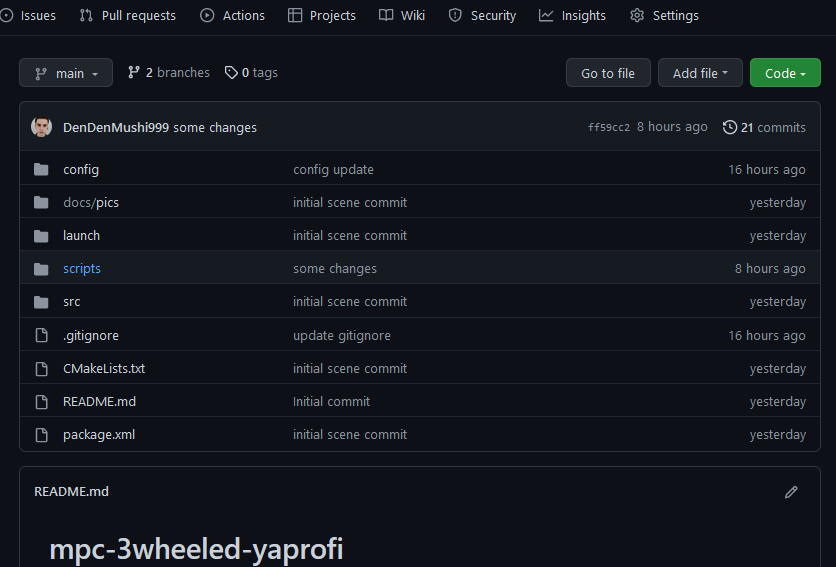 Issues Pull requests Actions Projects Wiki Security Insights Settings
main 2 branches 0 tags Go to file Add file Code
DenDenMushi999 some changes ff59cc2 8 hours ago 21 commits
config config update 16 hours ago
docs/pics initial scene commit yesterday
launch initial scene commit yesterday
scripts some changes 8 hours ago
src initial scene commit yesterday
.gitignore update gitignore 16 hours ago
CMakeLists.txt initial scene commit yesterday
README.md Initial commit yesterday
package.xml initial scene commit yesterday
README.md
mpc-3wheeled-yaprofi